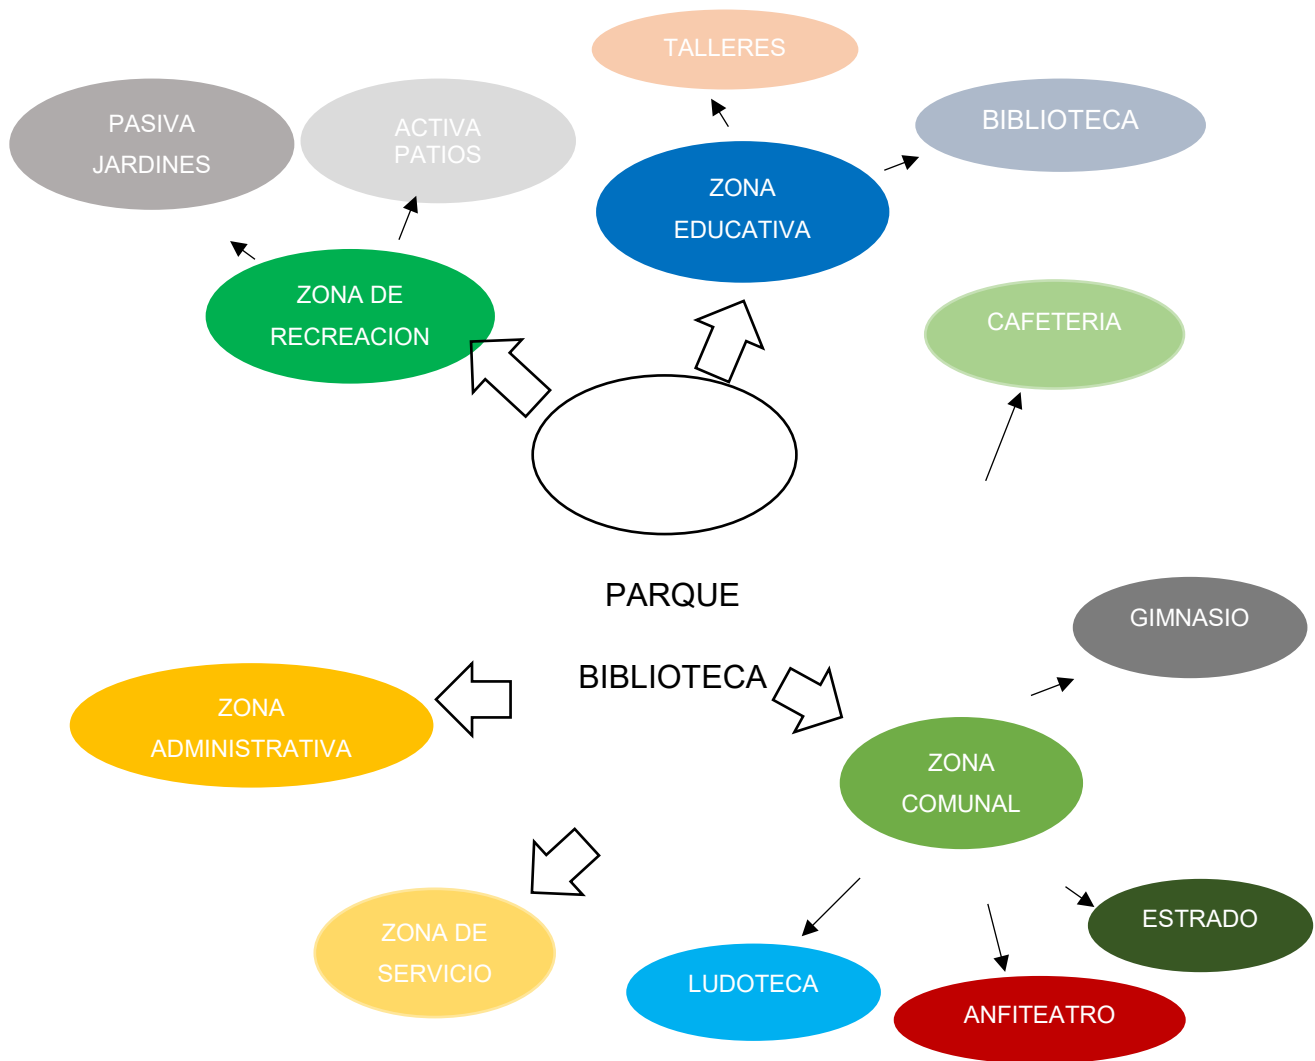 TALLERES
PASIVA
JARDINES
ACTIVA
PATIOS
BIBLIOTECA
ZONA
EDUCATIVA
ZONA DE
RECREACION
CAFETERIA
PARQUE
BIBLIOTECA
GIMNASIO
ZONA
ADMINISTRATIVA
ZONA
COMUNAL
ZONA DE
SERVICIO
ESTRADO
LUDOTECA
ANFITEATRO